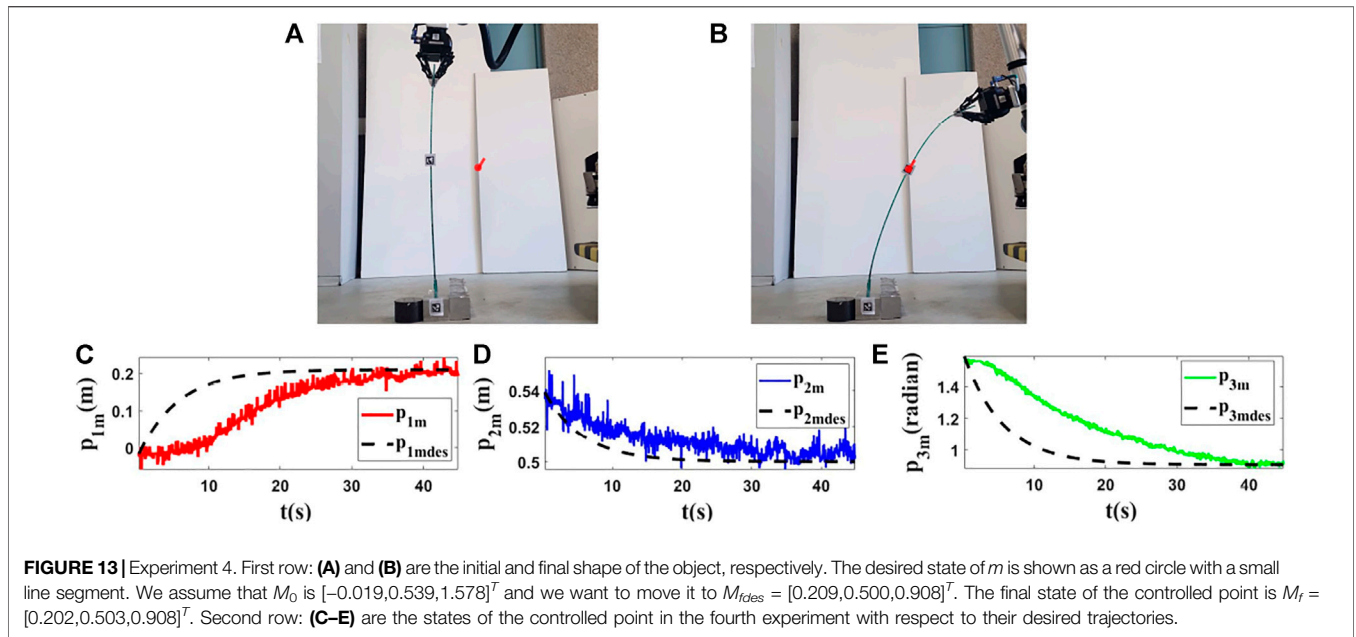 A
B
C
D
E
p1m(m)
0.2
0.1
0
p1m
p1mdes
10 20 30 40
t(s)
p2m(m)
0.54
0.52
0.5
p2m
p2mdes
10 20 30 40
t(s)
p3m(radian)
1.4
1.2
1
p3m
p3mdes
10 20 30 40
t(s)
FIGURE 13 | Experiment 4. First row: (A) and (B) are the initial and final shape of the object, respectively. The desired state of m is shown as a red circle with a small
line segment. We assume that M0 is [−0.019,0.539,1.578]^T and we want to move it to Mfdes = [0.209,0.500,0.908]^T. The final state of the controlled point is Mf =
[0.202,0.503,0.908]^T. Second row: (C–E) are the states of the controlled point in the fourth experiment with respect to their desired trajectories.